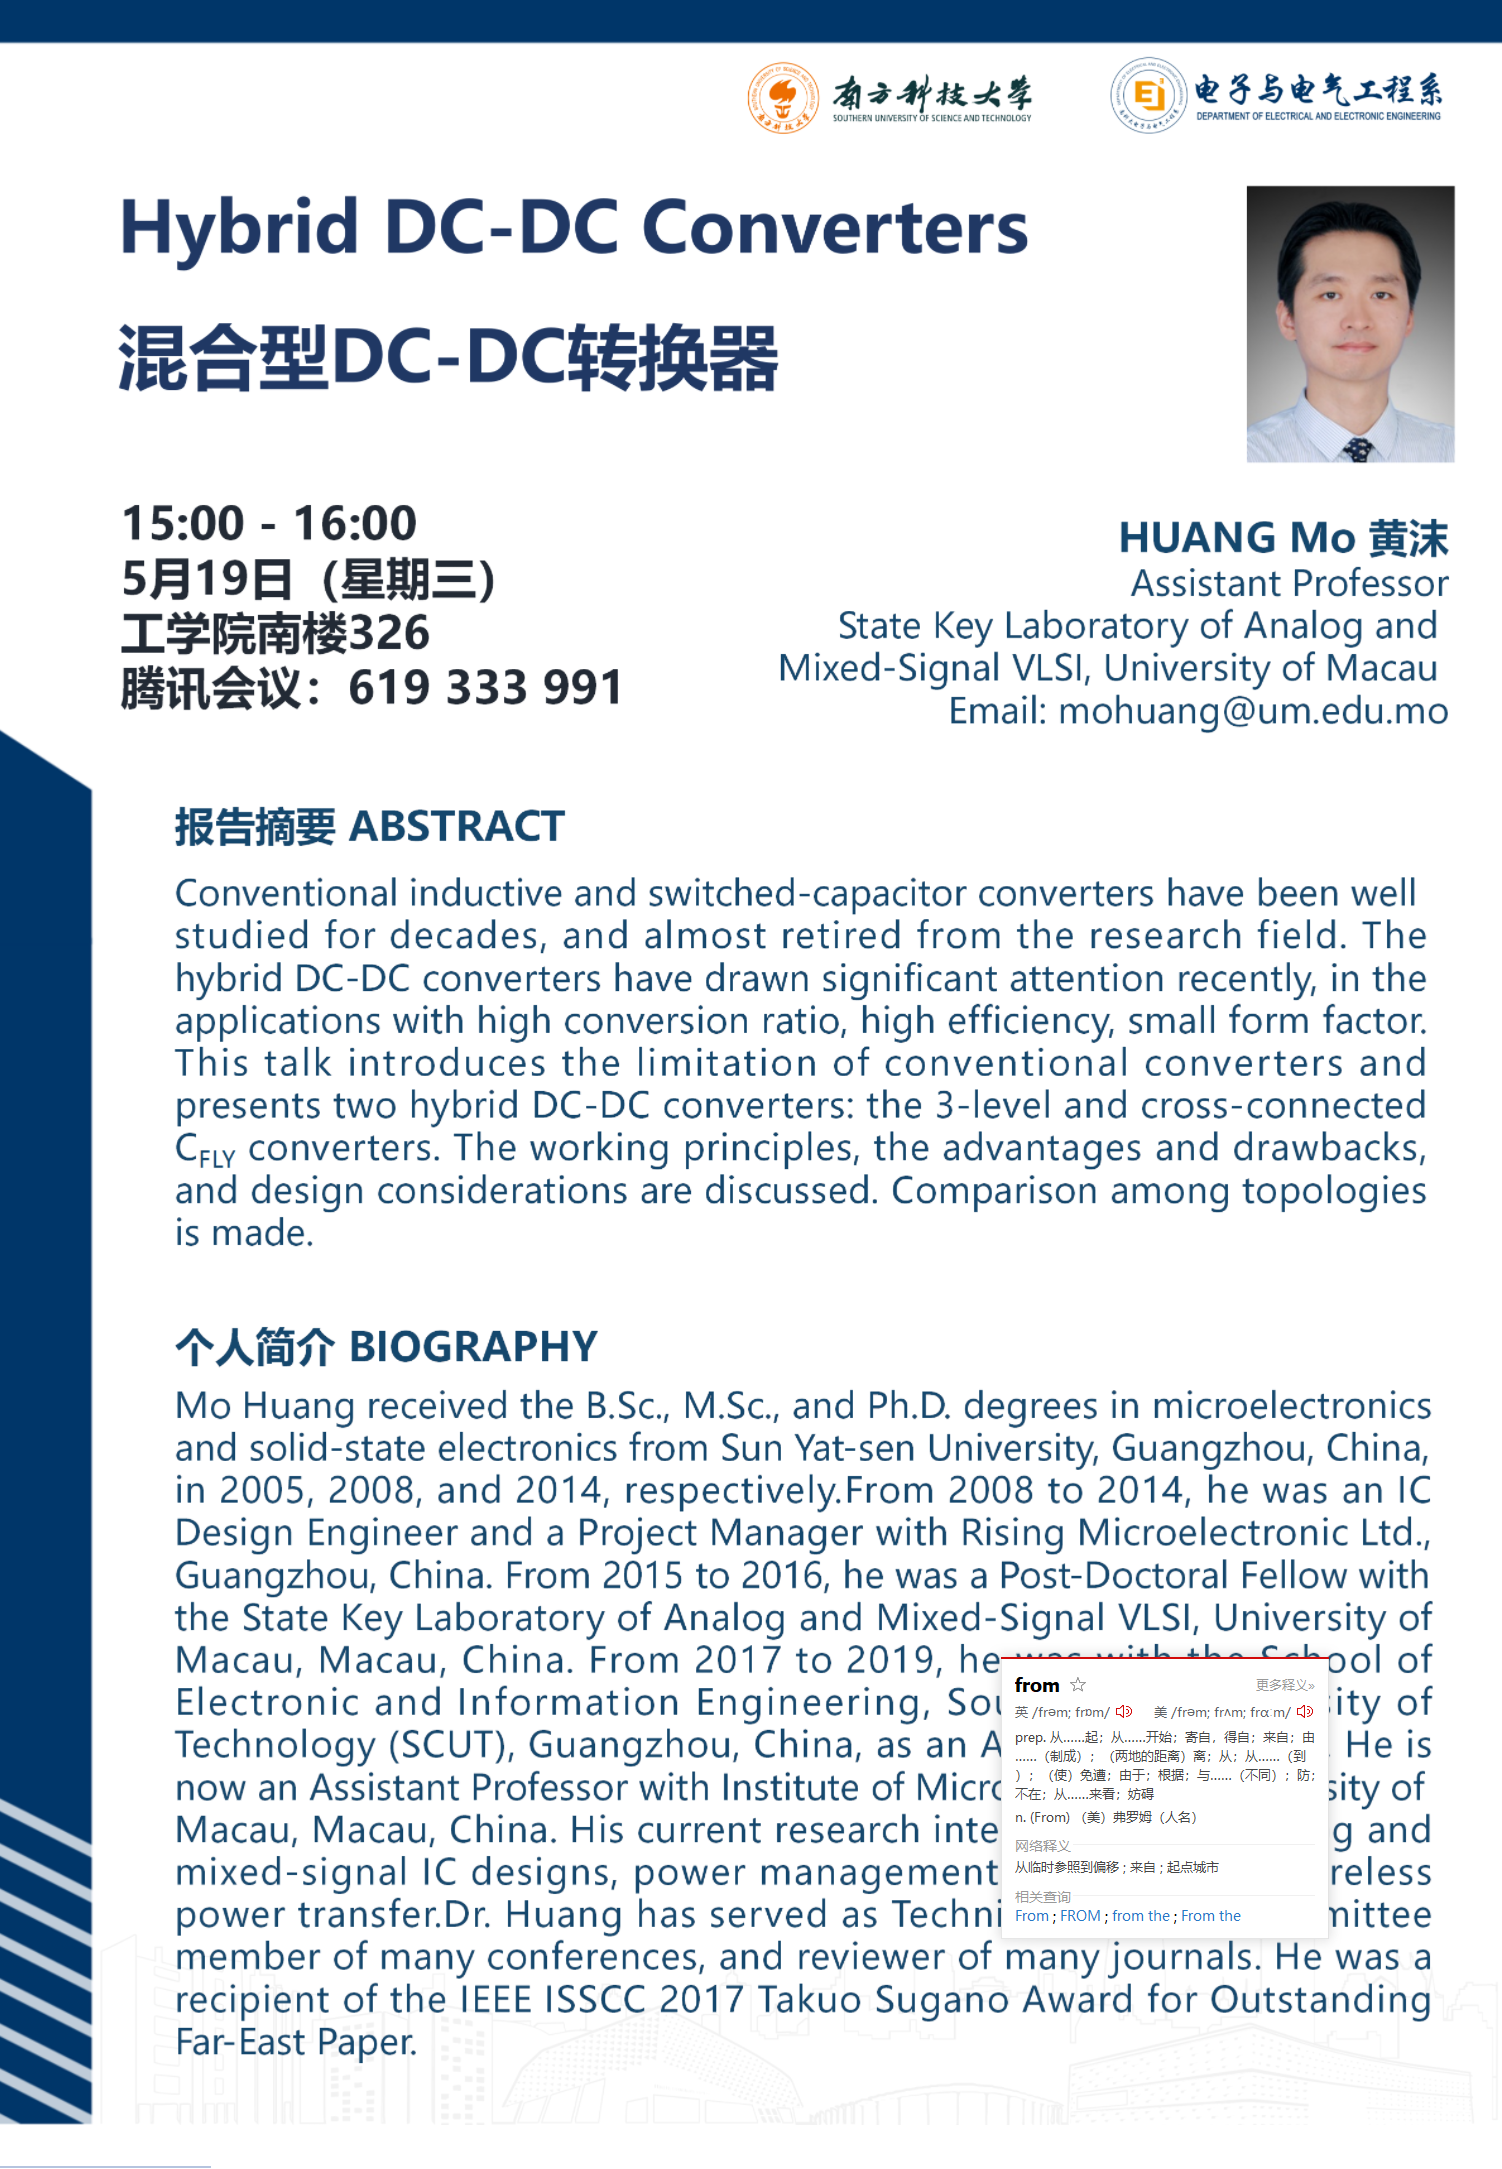 南方科技大学
SOUTHERN UNIVERSITY OF SCIENCE AND TECHNOLOGY
电子与电气工程系
DEPARTMENT OF ELECTRICAL AND ELECTRONIC ENGINEERING
Hybrid DC-DC Converters
混合型DC-DC转换器
15:00 - 16:00
5月19日（星期三）
工学院南楼326
腾讯会议：619 333 991
HUANG Mo 黄沫
Assistant Professor
State Key Laboratory of Analog and
Mixed-Signal VLSI, University of Macau
Email: mohuang@um.edu.mo
报告摘要 ABSTRACT
Conventional inductive and switched-capacitor converters have been well
studied for decades, and almost retired from the research field. The
hybrid DC-DC converters have drawn significant attention recently, in the
applications with high conversion ratio, high efficiency, small form factor.
This talk introduces the limitation of conventional converters and
presents two hybrid DC-DC converters: the 3-level and cross-connected
CFLY converters. The working principles, the advantages and drawbacks,
and design considerations are discussed. Comparison among topologies
is made.
个人简介 BIOGRAPHY
Mo Huang received the B.Sc., M.Sc., and Ph.D. degrees in microelectronics
and solid-state electronics from Sun Yat-sen University, Guangzhou, China,
in 2005, 2008, and 2014, respectively.From 2008 to 2014, he was an IC
Design Engineer and a Project Manager with Rising Microelectronic Ltd.,
Guangzhou, China. From 2015 to 2016, he was a Post-Doctoral Fellow with
the State Key Laboratory of Analog and Mixed-Signal VLSI, University of
Macau, Macau, China. From 2017 to 2019, he was with the School of
Electronic and Information Engineering, Sou ity of
Technology (SCUT), Guangzhou, China, as an A He is
now an Assistant Professor with Institute of Micro sity of
Macau, Macau, China. His current research inte g and
mixed-signal IC designs, power management reless
power transfer.Dr. Huang has served as Techni mittee
member of many conferences, and reviewer of many journals. He was a
recipient of the IEEE ISSCC 2017 Takuo Sugano Award for Outstanding
Far-East Paper.
from ☆ 更多释义»
英 /frəm; frɒm/ 美 /frəm; frʌm; frɑːm/
prep. 从……起；从……开始；寄自，得自；来自；由
……（制成）；（两地的距离）离；从；从……（到
）；（使）免遭；由于；根据；与……（不同）；防；
不在；从……来看；妨碍
n. (From) （美）弗罗姆（人名）
网络释义
从临时参照到偏移 ; 来自 ; 起点城市
相关查询
From ; FROM ; from the ; From the